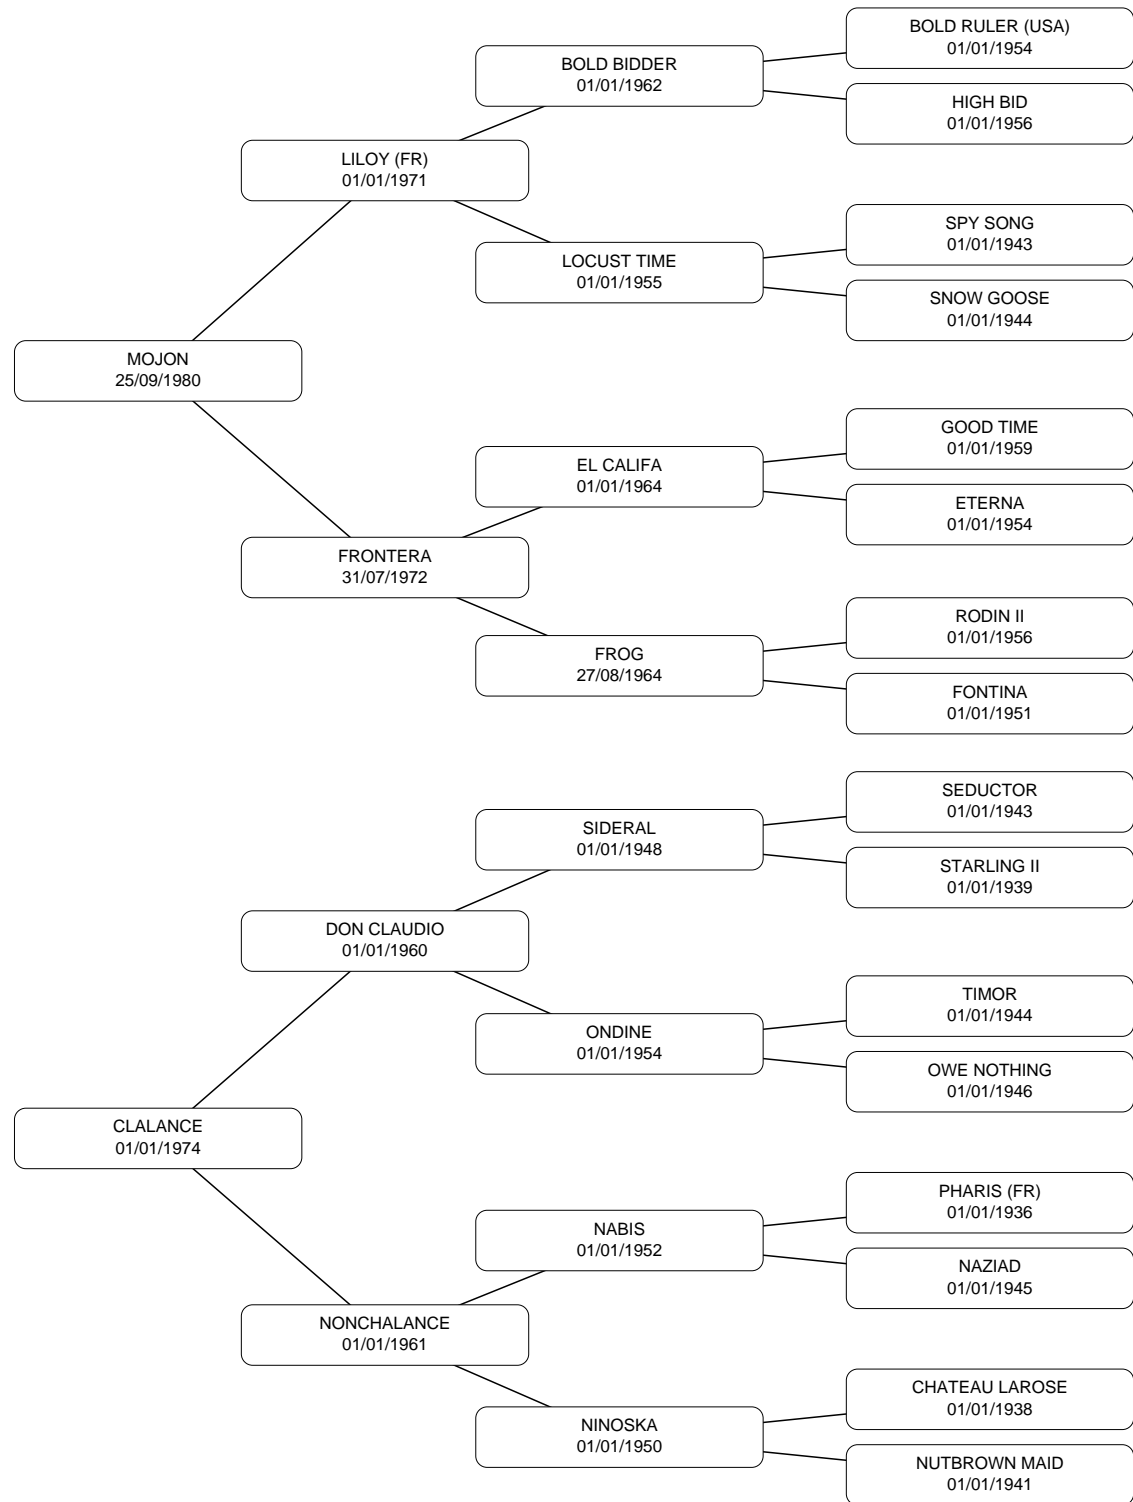 BOLD RULER (USA)
01/01/1954
BOLD BIDDER
01/01/1962
HIGH BID
01/01/1956
LILOY (FR)
01/01/1971
SPY SONG
01/01/1943
LOCUST TIME
01/01/1955
SNOW GOOSE
01/01/1944
MOJON
25/09/1980
GOOD TIME
01/01/1959
EL CALIFA
01/01/1964
ETERNA
01/01/1954
FRONTERA
31/07/1972
RODIN II
01/01/1956
FROG
27/08/1964
FONTINA
01/01/1951
SEDUCTOR
01/01/1943
SIDERAL
01/01/1948
STARLING II
01/01/1939
DON CLAUDIO
01/01/1960
TIMOR
01/01/1944
ONDINE
01/01/1954
OWE NOTHING
01/01/1946
CLALANCE
01/01/1974
PHARIS (FR)
01/01/1936
NABIS
01/01/1952
NAZIAD
01/01/1945
NONCHALANCE
01/01/1961
CHATEAU LAROSE
01/01/1938
NINOSKA
01/01/1950
NUTBROWN MAID
01/01/1941